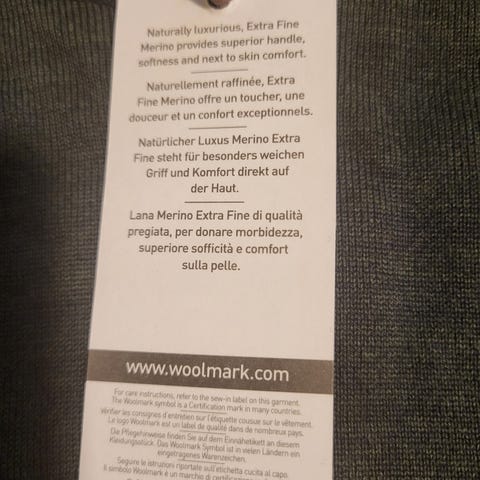 Naturally luxurious, Extra Fine
Merino provides superior handle,
softness and next to skin comfort.
Naturellement raffinée, Extra
Fine Merino offre un toucher, une
douceur et un confort exceptionnels.
Natürlicher Luxus Merino Extra
Fine steht für besonders weichen
Griff und Komfort direkt auf
der Haut.
Lana Merino Extra Fine di qualità
pregiata, per donare morbidezza,
superiore sofficità e comfort
sulla pelle.
www.woolmark.com
For care instructions, refer to the sew-in label on this garment.
The Woolmark symbol is a Certification mark in many countries.
Vérifier les consignes d'entretien sur l'étiquette cousue sur le vêtement.
Le logo Woolmark est un label de qualité dans de nombreux pays.
Die Pflegehinweise finden Sie auf dem Einnähetikett an diesem
Kleidungsstück. Das Woolmark Symbol ist in vielen Ländern ein
eingetragenes Warenzeichen.
Seguire le istruzioni riportate sull'etichetta cucita al capo.
Il simbolo Woolmark è un marchio di certificazione